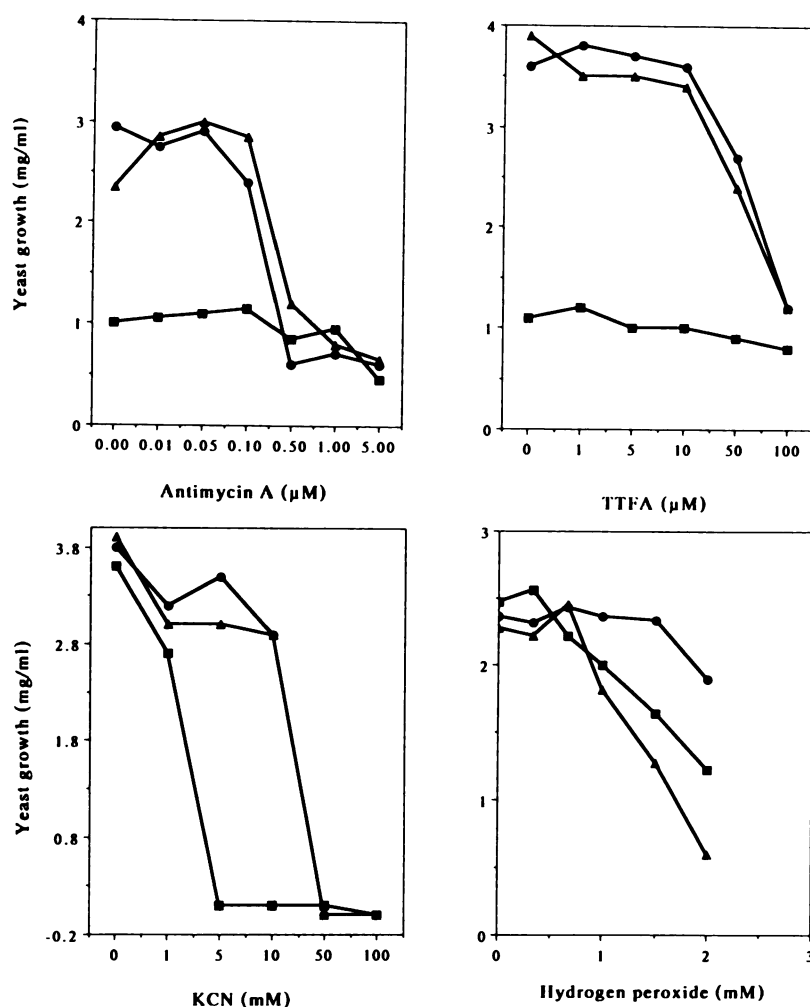 Yeast growth (mg/ml)
4
3
2
1
0
0.00 0.01 0.05 0.10 0.50 1.00 5.00
Antimycin A (µM)
4
3
2
1
0
0 1 5 10 50 100
TTFA (µM)
Yeast growth (mg/ml)
3.8
2.8
1.8
0.8
-0.2
0 1 5 10 50 100
KCN (mM)
3
2
1
0
0 1 2 3
Hydrogen peroxide (mM)